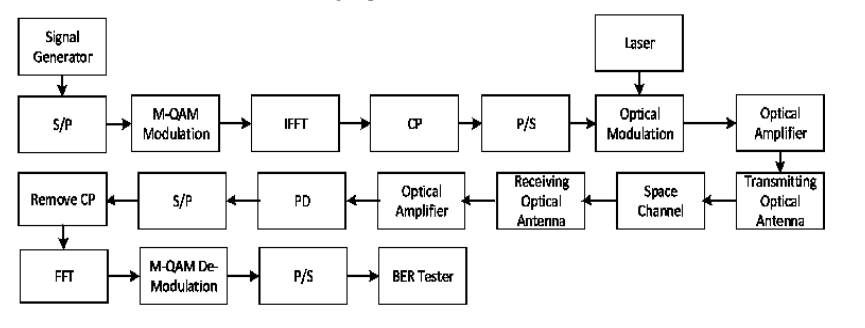 Signal
Generator
Laser
S/P
M-QAM
Modulation
IFFT
CP
P/S
Optical
Modulation
Optical
Amplifier
Remove CP
S/P
PD
Optical
Amplifier
Receiving
Optical
Antenna
Space
Channel
Transmitting
Optical
Antenna
FFT
M-QAM De-
Modulation
P/S
BER Tester